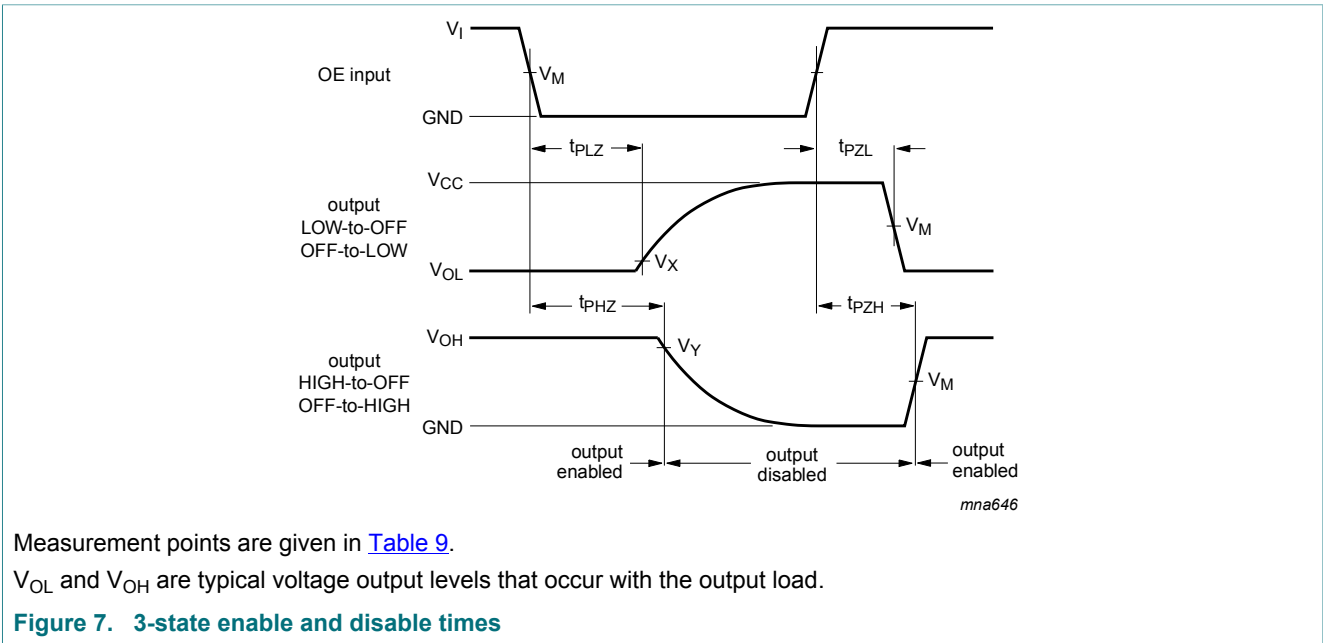 V_I
OE input
V_M
GND
t_PLZ
t_PZL
V_CC
output
LOW-to-OFF
OFF-to-LOW
V_M
V_X
V_OL
t_PHZ
t_PZH
V_OH
V_Y
output
HIGH-to-OFF
OFF-to-HIGH
V_M
GND
output
enabled
output
disabled
output
enabled
mna646
Measurement points are given in Table 9.
V_OL and V_OH are typical voltage output levels that occur with the output load.
Figure 7. 3-state enable and disable times